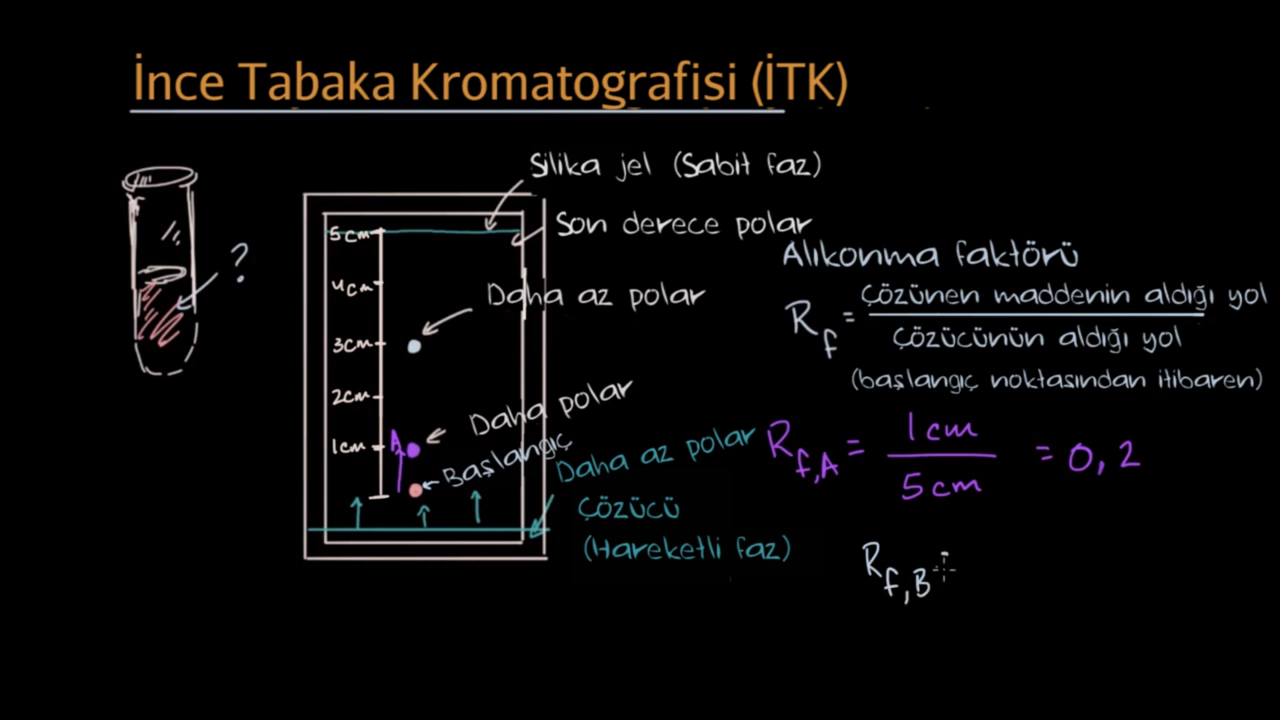 İnce Tabaka Kromatografisi (İTK)
Silika jel (Sabit faz)
Son derece polar
?
5cm
4cm
3cm
2cm
1cm
Daha az polar
Daha polar
A
Başlangıç
Daha az polar
Çözücü
(Hareketli faz)
Alıkonma faktörü
Rf = Çözünen maddenin aldığı yol
Çözücünün aldığı yol
(başlangıç noktasından itibaren)
Rf,A = 1cm / 5cm = 0,2
Rf,B